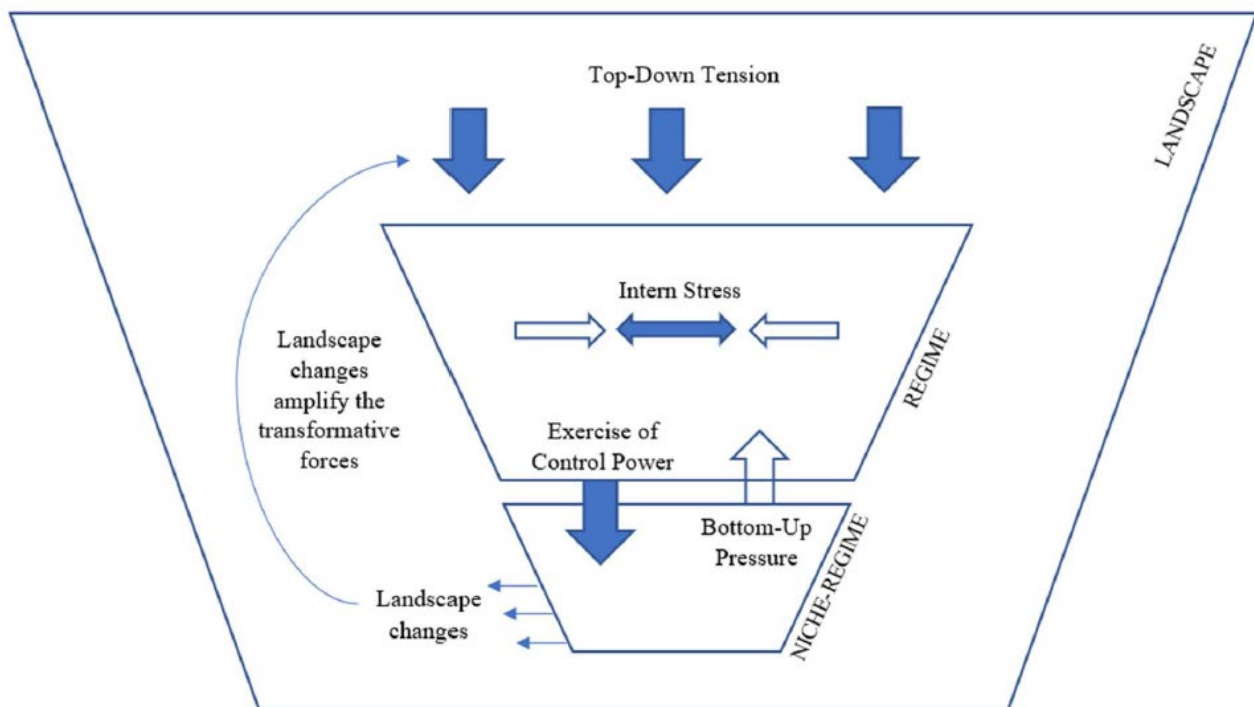 Top-Down Tension
LANDSCAPE
Intern Stress
REGIME
Landscape
changes
amplify the
transformative
forces
Exercise of
Control Power
Bottom-Up
Pressure
NICHE-REGIME
Landscape
changes